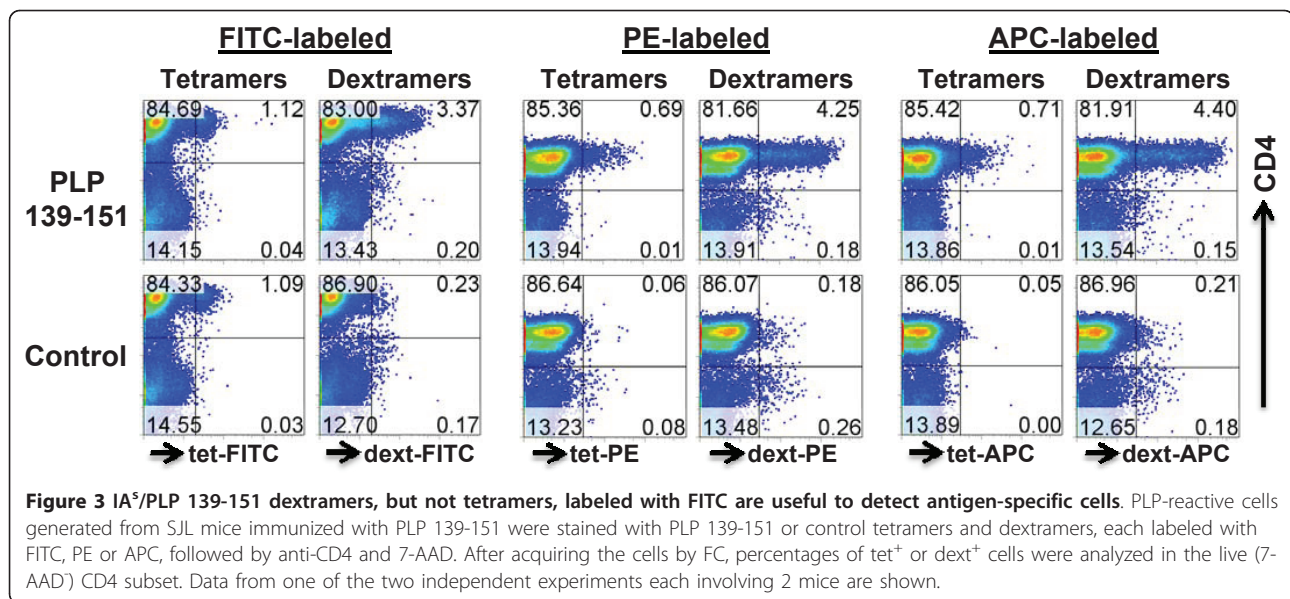 FITC-labeled PE-labeled APC-labeled
Tetramers Dextramers Tetramers Dextramers Tetramers Dextramers
84.69 1.12 83.00 3.37 85.36 0.69 81.66 4.25 85.42 0.71 81.91 4.40
PLP
139-151
14.15 0.04 13.43 0.20 13.94 0.01 13.91 0.18 13.86 0.01 13.54 0.15
CD4
84.33 1.09 86.90 0.23 86.64 0.06 86.07 0.18 86.05 0.05 86.96 0.21
Control
14.55 0.03 12.70 0.17 13.23 0.08 13.48 0.26 13.89 0.00 12.65 0.18
tet-FITC dext-FITC tet-PE dext-PE tet-APC dext-APC
Figure 3 IAˢ/PLP 139-151 dextramers, but not tetramers, labeled with FITC are useful to detect antigen-specific cells. PLP-reactive cells
generated from SJL mice immunized with PLP 139-151 were stained with PLP 139-151 or control tetramers and dextramers, each labeled with
FITC, PE or APC, followed by anti-CD4 and 7-AAD. After acquiring the cells by FC, percentages of tet⁺ or dext⁺ cells were analyzed in the live (7-
AAD⁻) CD4 subset. Data from one of the two independent experiments each involving 2 mice are shown.